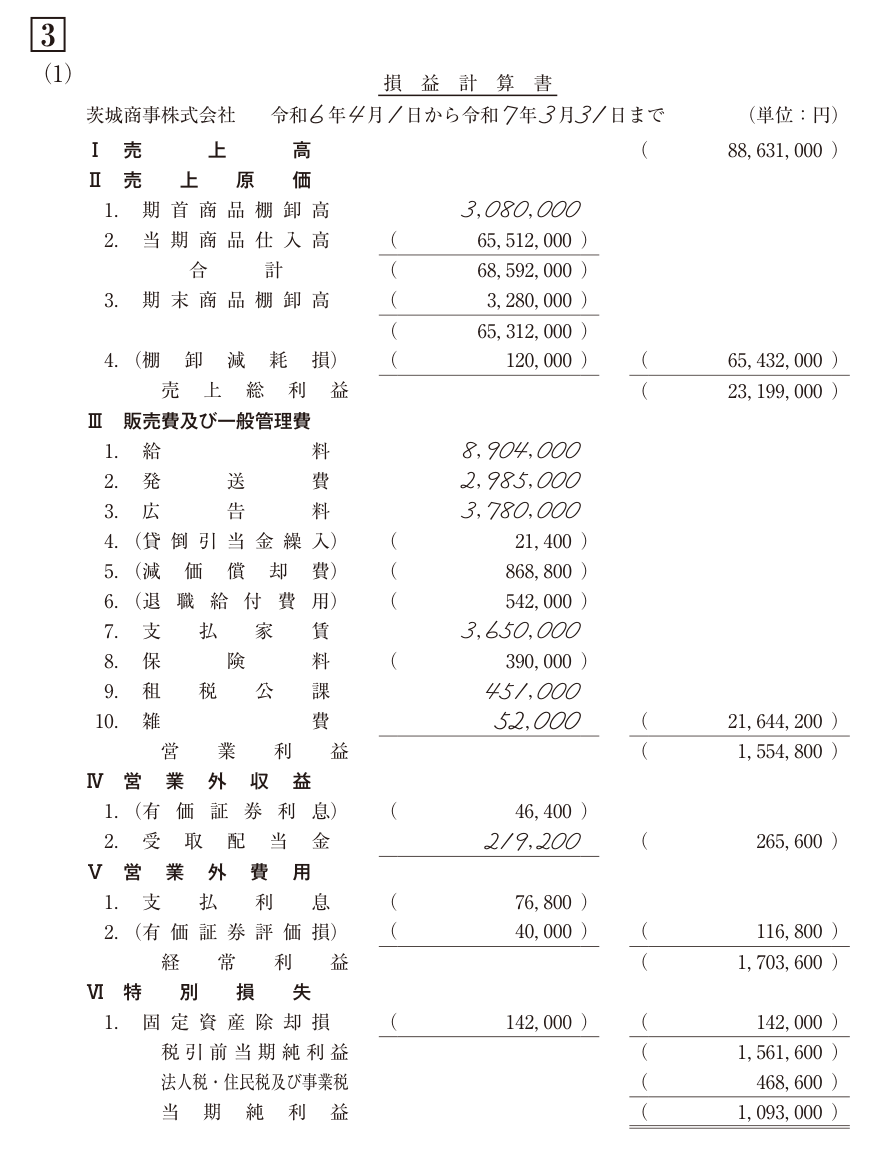 3
(1)
損益計算書
茨城商事株式会社 令和6年4月1日から令和7年3月31日まで (単位:円)
Ⅰ 売上高 ( 88,631,000 )
Ⅱ 売上原価
1. 期首商品棚卸高 3,080,000
2. 当期商品仕入高 ( 65,512,000 )
合計 ( 68,592,000 )
3. 期末商品棚卸高 ( 3,280,000 )
( 65,312,000 )
4. (棚卸減耗損) ( 120,000 ) ( 65,432,000 )
売上総利益 ( 23,199,000 )
Ⅲ 販売費及び一般管理費
1. 給料 8,904,000
2. 発送費 2,985,000
3. 広告料 3,780,000
4. (貸倒引当金繰入) ( 21,400 )
5. (減価償却費) ( 868,800 )
6. (退職給付費用) ( 542,000 )
7. 支払家賃 3,650,000
8. 保険料 ( 390,000 )
9. 租税公課 451,000
10. 雑費 52,000 ( 21,644,200 )
営業利益 ( 1,554,800 )
Ⅳ 営業外収益
1. (有価証券利息) ( 46,400 )
2. 受取配当金 219,200 ( 265,600 )
Ⅴ 営業外費用
1. 支払利息 ( 76,800 )
2. (有価証券評価損) ( 40,000 ) ( 116,800 )
経常利益 ( 1,703,600 )
Ⅵ 特別損失
1. 固定資産除却損 ( 142,000 ) ( 142,000 )
税引前当期純利益 ( 1,561,600 )
法人税・住民税及び事業税 ( 468,600 )
当期純利益 ( 1,093,000 )